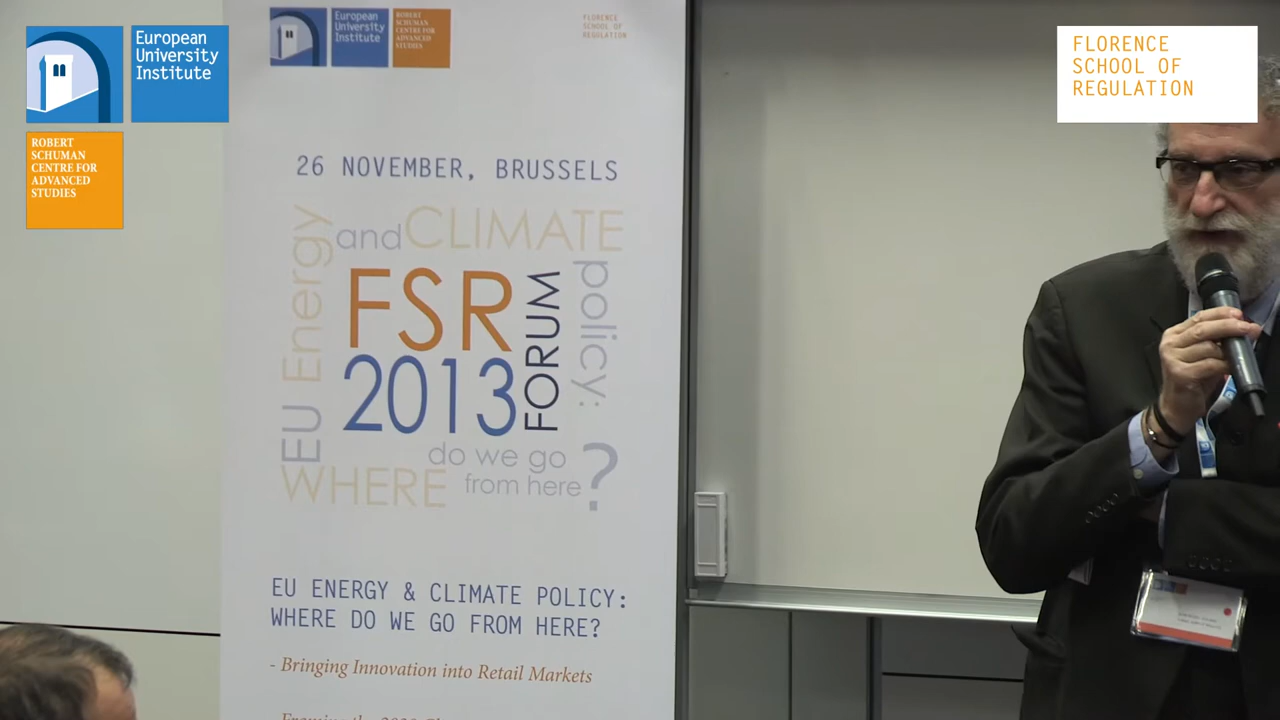 European
University
Institute
ROBERT
SCHUMAN
CENTRE FOR
ADVANCED
STUDIES
FLORENCE
SCHOOL OF
REGULATION
European
University
Institute
ROBERT
SCHUMAN
CENTRE FOR
ADVANCED
STUDIES
FLORENCE
SCHOOL OF
REGULATION
26 NOVEMBER, BRUSSELS
EU Energy
and CLIMATE
policy:
FSR
FORUM
2013
WHERE
do we go
from here
?
EU ENERGY & CLIMATE POLICY:
WHERE DO WE GO FROM HERE?
- Bringing Innovation into Retail Markets